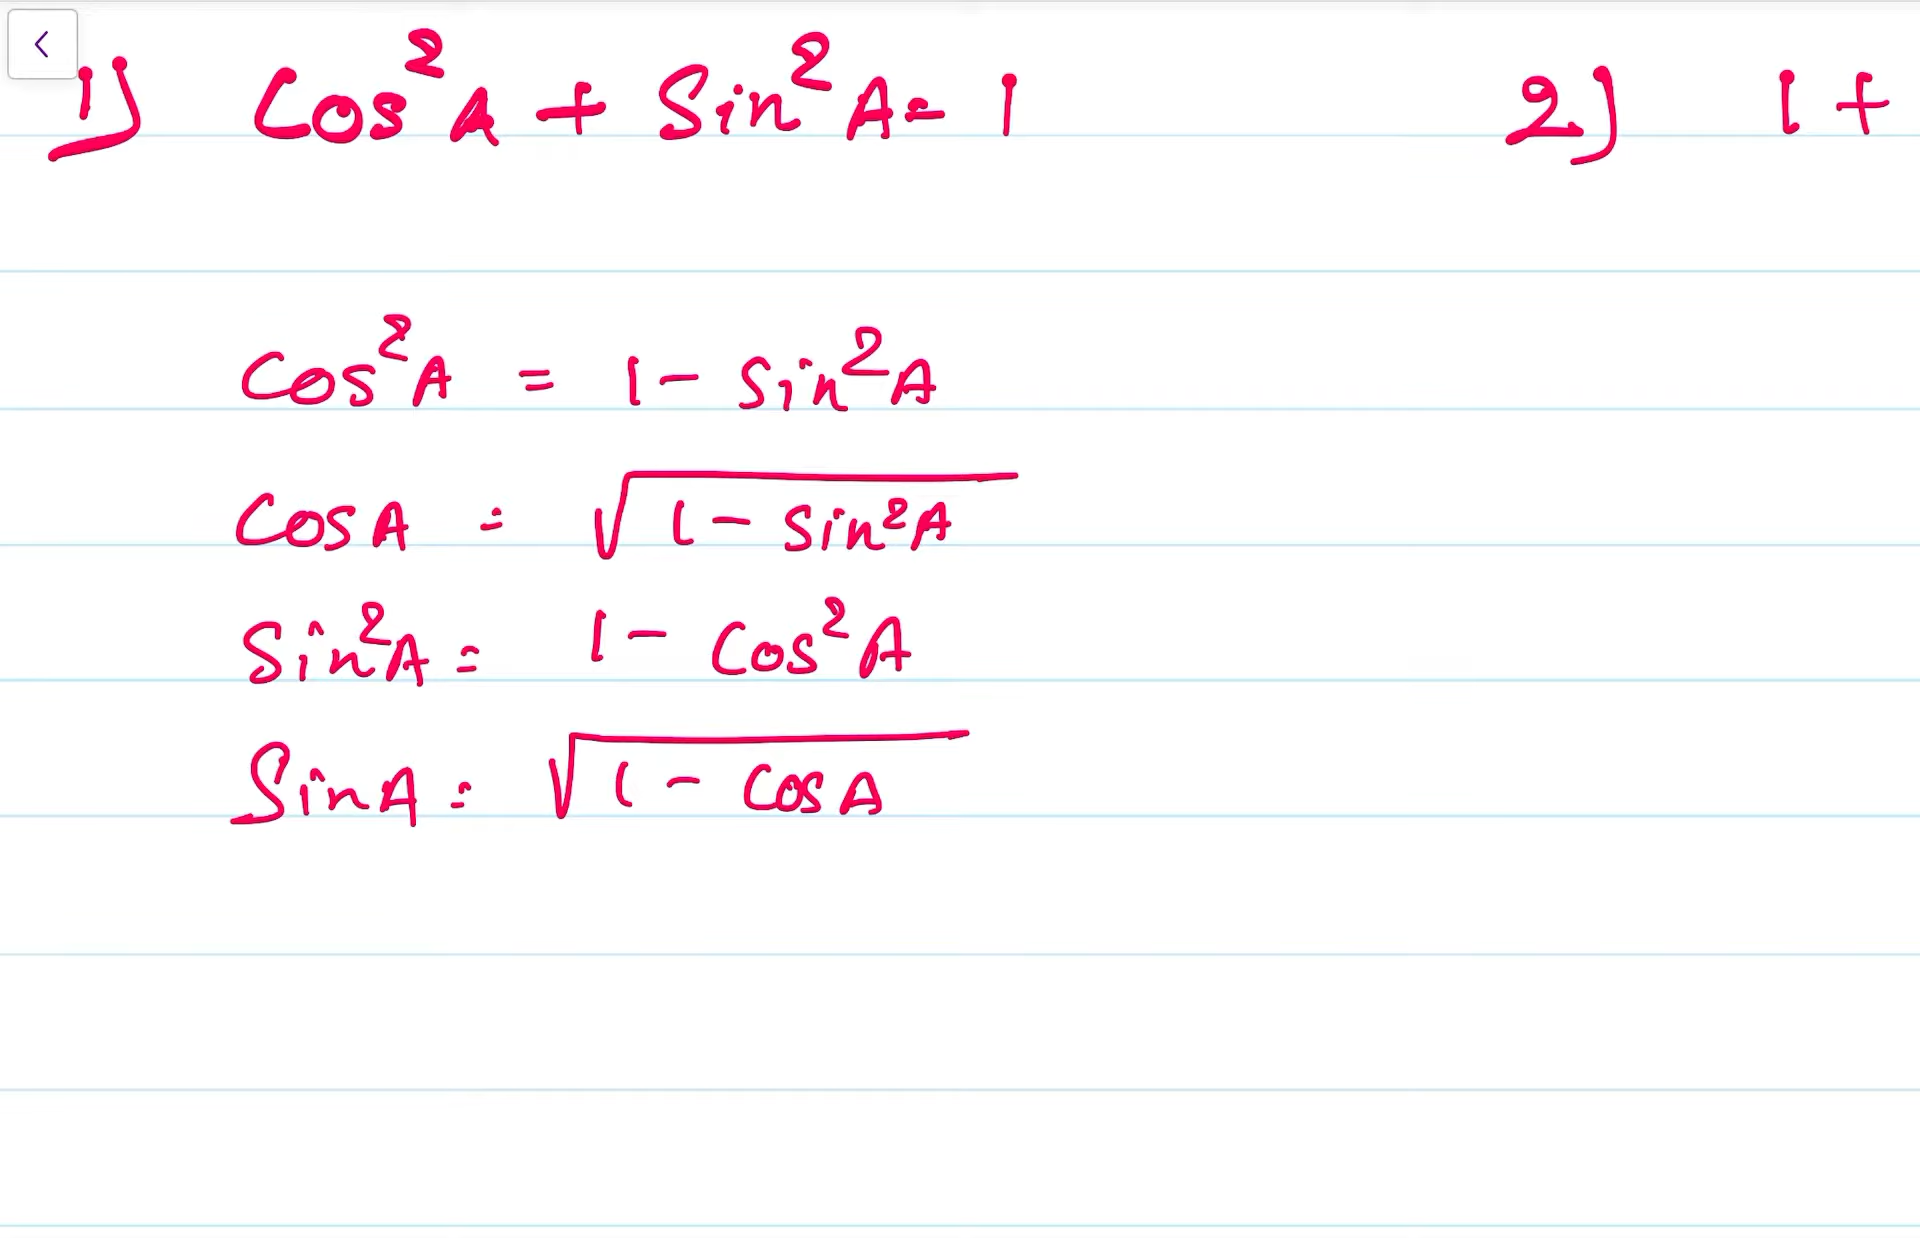 1) Cos²A + Sin²A = 1
2) 1 +
Cos²A = 1 - Sin²A
CosA = √1 - Sin²A
Sin²A = 1 - Cos²A
SinA = √1 - CosA